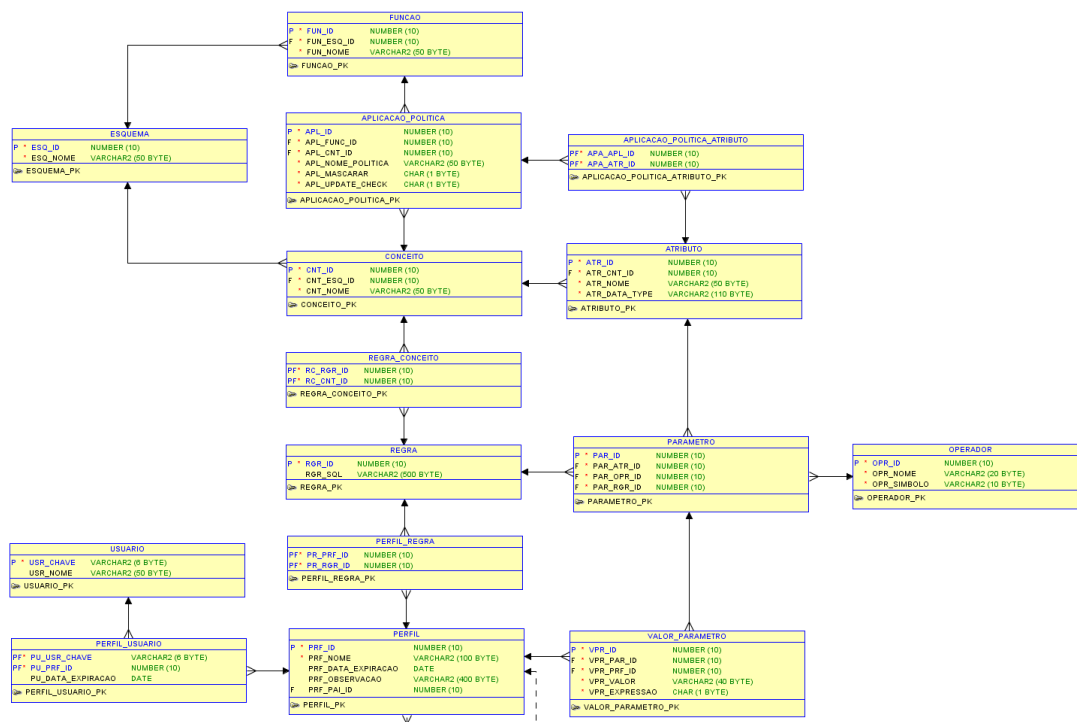 FUNCAO
P * FUN_ID NUMBER (10)
F * FUN_ESQ_ID NUMBER (10)
* FUN_NOME VARCHAR2 (50 BYTE)
FUNCAO_PK
ESQUEMA
P * ESQ_ID NUMBER (10)
* ESQ_NOME VARCHAR2 (50 BYTE)
ESQUEMA_PK
APLICACAO_POLITICA
P * APL_ID NUMBER (10)
F * APL_FUNC_ID NUMBER (10)
F * APL_CNT_ID NUMBER (10)
* APL_NOME_POLITICA VARCHAR2 (50 BYTE)
* APL_MASCARAR CHAR (1 BYTE)
* APL_UPDATE_CHECK CHAR (1 BYTE)
APLICACAO_POLITICA_PK
APLICACAO_POLITICA_ATRIBUTO
PF* APA_APL_ID NUMBER (10)
PF* APA_ATR_ID NUMBER (10)
APLICACAO_POLITICA_ATRIBUTO_PK
CONCEITO
P * CNT_ID NUMBER (10)
F * CNT_ESQ_ID NUMBER (10)
* CNT_NOME VARCHAR2 (50 BYTE)
CONCEITO_PK
ATRIBUTO
P * ATR_ID NUMBER (10)
F * ATR_CNT_ID NUMBER (10)
* ATR_NOME VARCHAR2 (50 BYTE)
* ATR_DATA_TYPE VARCHAR2 (110 BYTE)
ATRIBUTO_PK
REGRA_CONCEITO
PF* RC_RGR_ID NUMBER (10)
PF* RC_CNT_ID NUMBER (10)
REGRA_CONCEITO_PK
REGRA
P * RGR_ID NUMBER (10)
RGR_SQL VARCHAR2 (500 BYTE)
REGRA_PK
PARAMETRO
P * PAR_ID NUMBER (10)
F * PAR_ATR_ID NUMBER (10)
F * PAR_OPR_ID NUMBER (10)
F * PAR_RGR_ID NUMBER (10)
PARAMETRO_PK
OPERADOR
P * OPR_ID NUMBER (10)
* OPR_NOME VARCHAR2 (20 BYTE)
* OPR_SIMBOLO VARCHAR2 (10 BYTE)
OPERADOR_PK
PERFIL_REGRA
PF* PR_PRF_ID NUMBER (10)
PF* PR_RGR_ID NUMBER (10)
PERFIL_REGRA_PK
USUARIO
P * USR_CHAVE VARCHAR2 (6 BYTE)
USR_NOME VARCHAR2 (50 BYTE)
USUARIO_PK
PERFIL_USUARIO
PF* PU_USR_CHAVE VARCHAR2 (6 BYTE)
PF* PU_PRF_ID NUMBER (10)
PU_DATA_EXPIRACAO DATE
PERFIL_USUARIO_PK
PERFIL
P * PRF_ID NUMBER (10)
* PRF_NOME VARCHAR2 (100 BYTE)
PRF_DATA_EXPIRACAO DATE
PRF_OBSERVACAO VARCHAR2 (400 BYTE)
F PRF_PAI_ID NUMBER (10)
PERFIL_PK
VALOR_PARAMETRO
P * VPR_ID NUMBER (10)
F * VPR_PAR_ID NUMBER (10)
F * VPR_PRF_ID NUMBER (10)
* VPR_VALOR VARCHAR2 (40 BYTE)
* VPR_EXPRESSAO CHAR (1 BYTE)
VALOR_PARAMETRO_PK